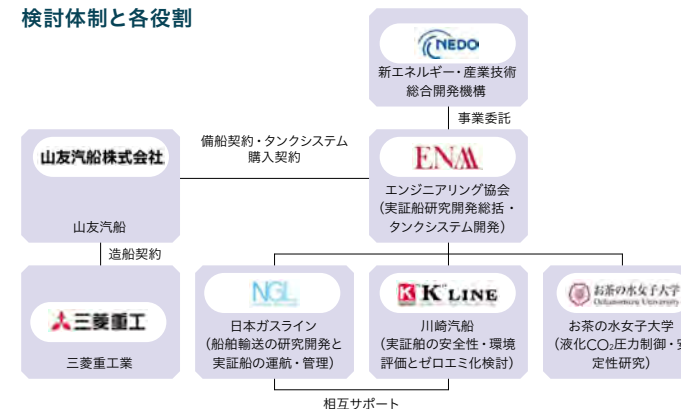 検討体制と各役割
NEDO
新エネルギー・産業技術
総合開発機構
事業委託
山友汽船株式会社
山友汽船
備船契約・タンクシステム
購入契約
ENAA
エンジニアリング協会
(実証船研究開発総括・
タンクシステム開発)
造船契約
三菱重工
三菱重工業
NGL
日本ガスライン
(船舶輸送の研究開発と
実証船の運航・管理)
K K"LINE
川崎汽船
(実証船の安全性・環境
評価とゼロエミ化検討)
お茶の水女子大学
Ochanomizu University
お茶の水女子大学
(液化CO₂圧力制御・安
定性研究)
相互サポート